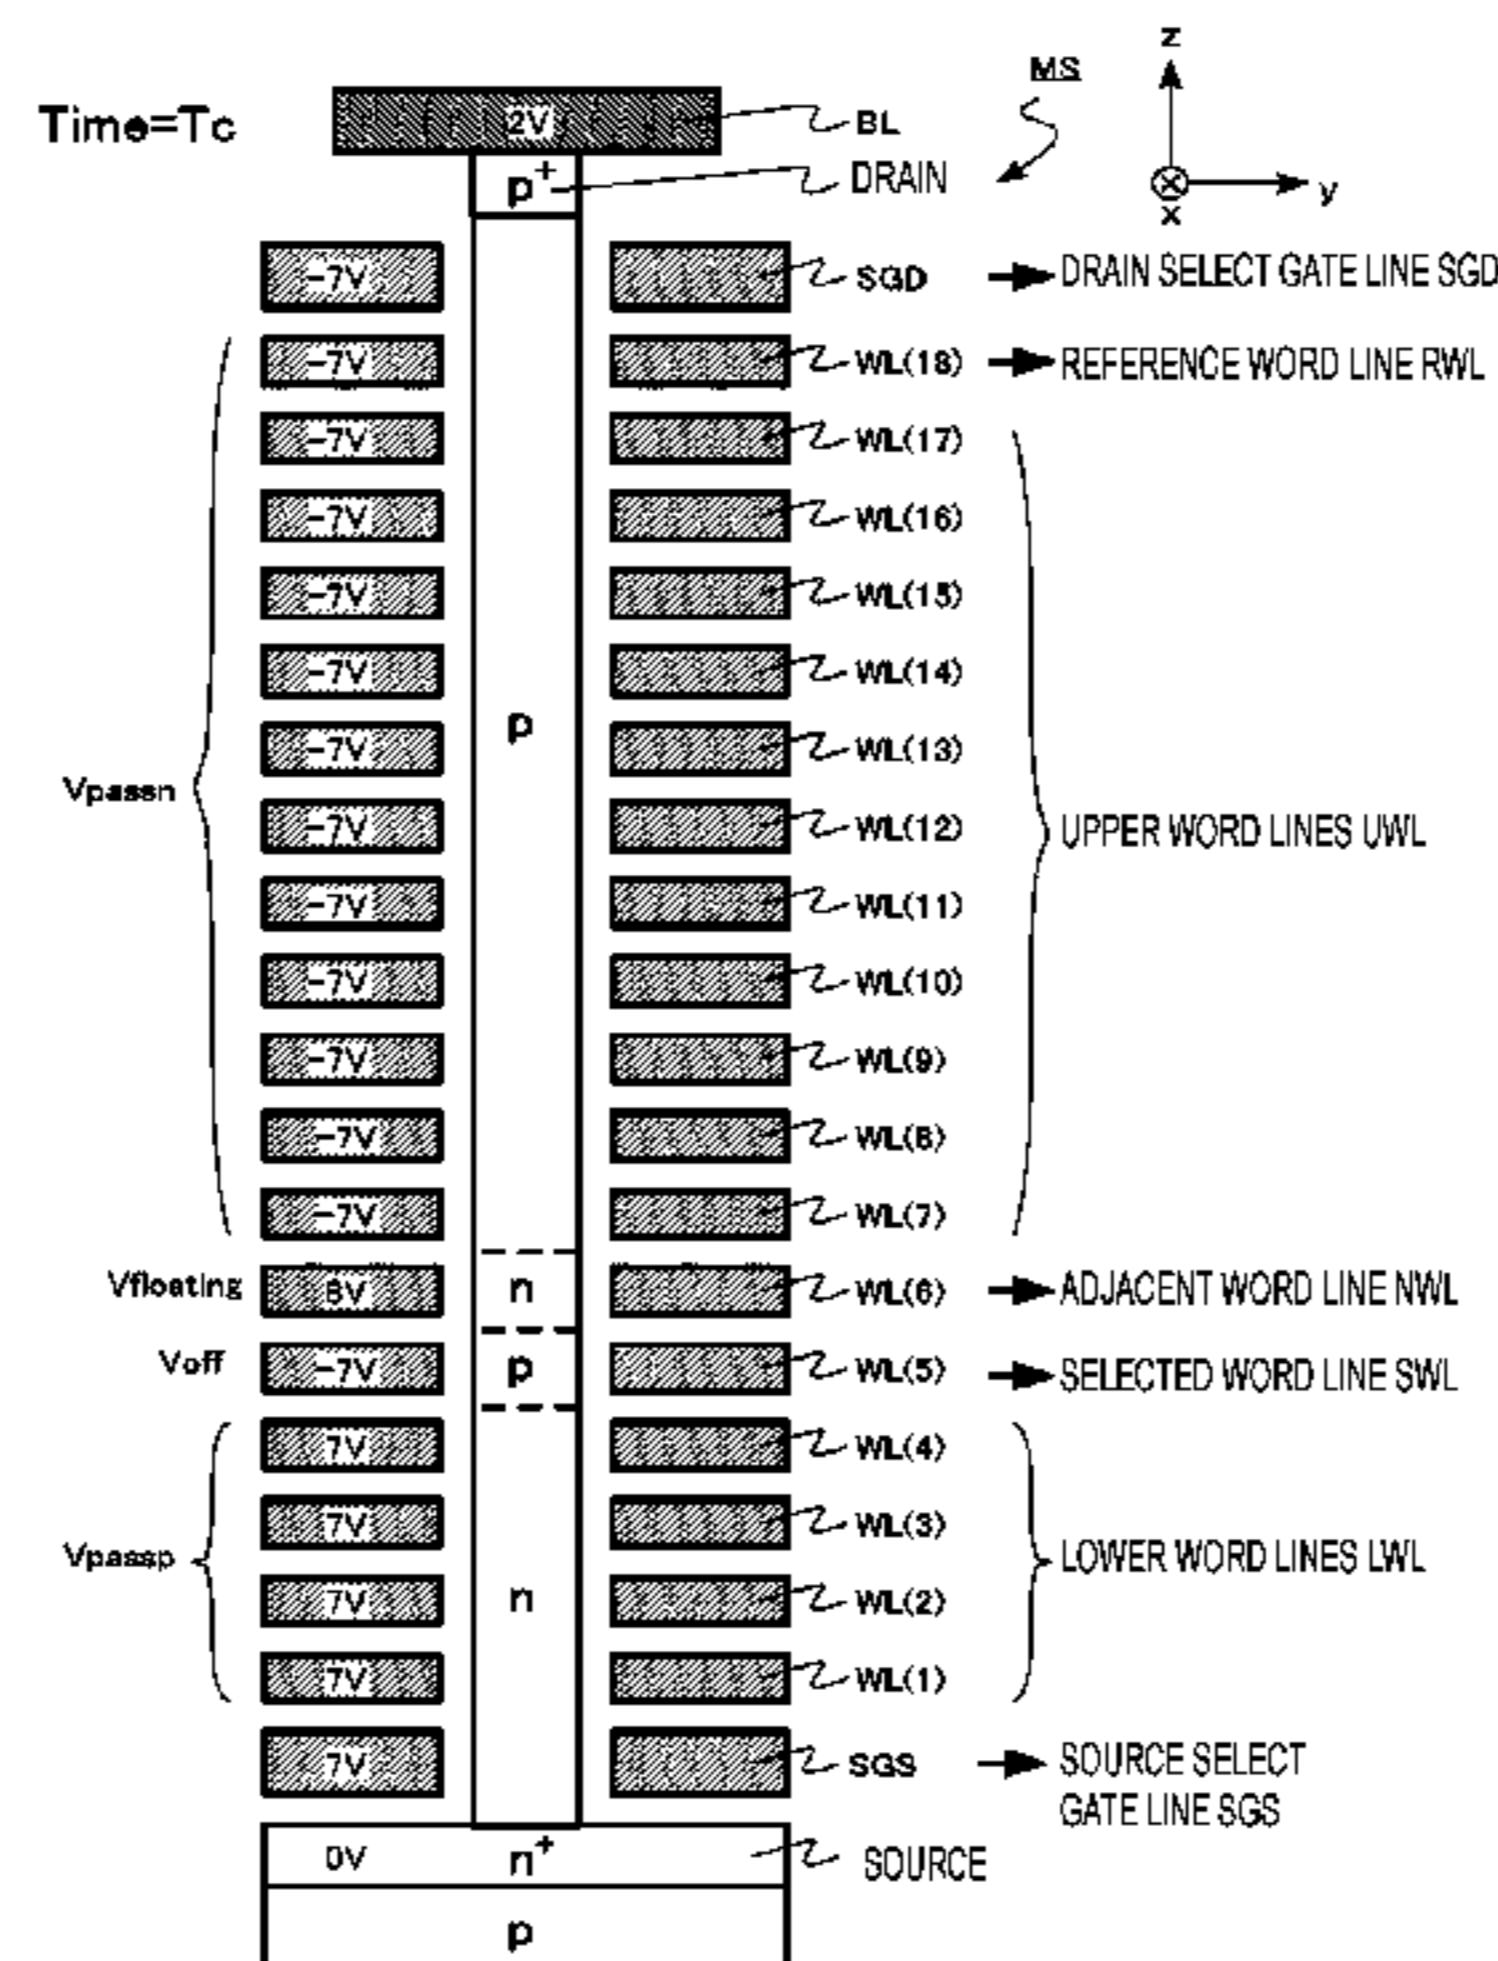 Time=Tc
MS
z
y
x
2V BL
p+ DRAIN
-7V SGD DRAIN SELECT GATE LINE SGD
-7V WL(18) REFERENCE WORD LINE RWL
-7V WL(17)
-7V WL(16)
-7V WL(15)
-7V WL(14)
-7V p WL(13)
Vpassn
-7V WL(12) UPPER WORD LINES UWL
-7V WL(11)
-7V WL(10)
-7V WL(9)
-7V WL(8)
-7V WL(7)
Vfloating n WL(6) ADJACENT WORD LINE NWL
Voff -7V p WL(5) SELECTED WORD LINE SWL
7V WL(4)
7V WL(3)
Vpassp LOWER WORD LINES LWL
7V n WL(2)
7V WL(1)
7V SGS SOURCE SELECT
GATE LINE SGS
0V n+ SOURCE
p